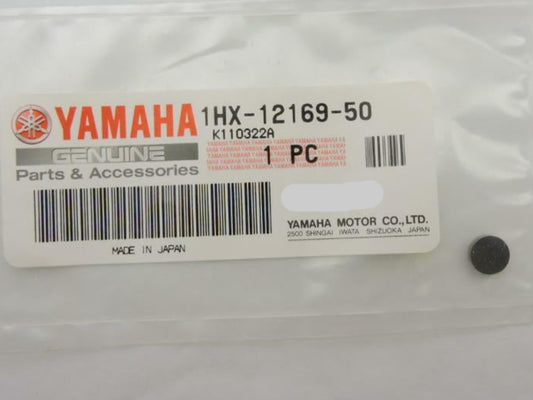 YAMAHA
GENUINE
Parts & Accessories
1HX-12169-50
K110322A
1 PC
MADE IN JAPAN
YAMAHA MOTOR CO.,LTD.
2500 SHINGAI IWATA SHIZUOKA JAPAN